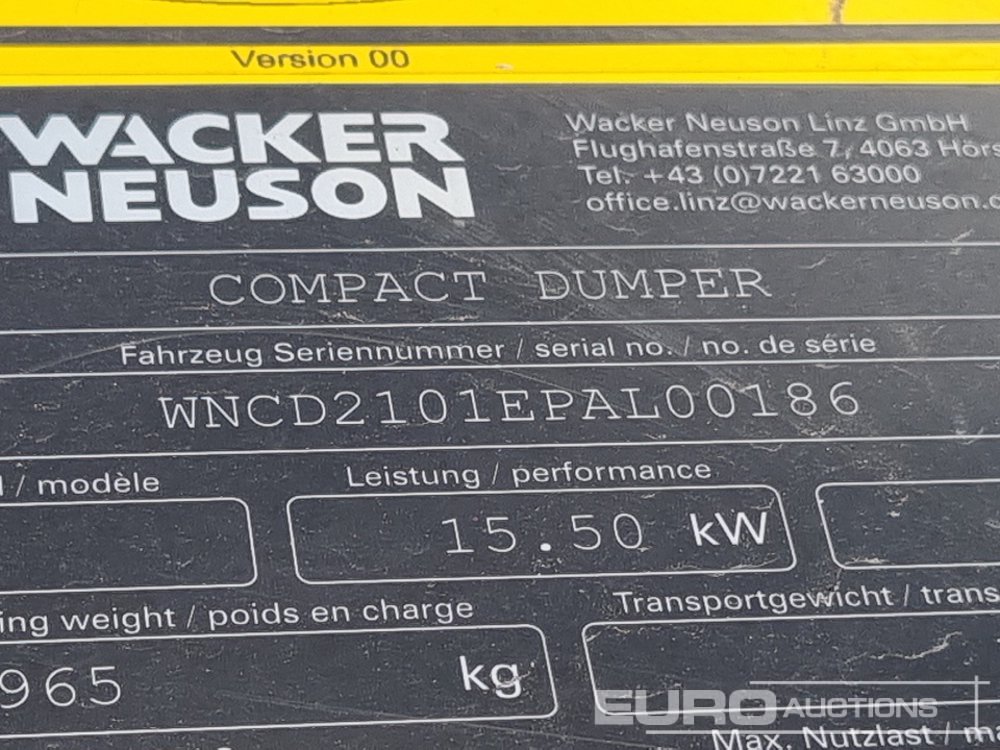 Version 00
WACKER
NEUSON
Wacker Neuson Linz GmbH
Flughafenstraße 7, 4063 Hörs
Tel. +43 (0)7221 63000
office.linz@wackerneuson.c
COMPACT DUMPER
Fahrzeug Seriennummer / serial no. / no. de série
WNCD2101EPAL00186
/ modèle
Leistung / performance
15.50 kW
ing weight / poids en charge
Transportgewicht / trans
965 kg
EURO AUCTIONS
Max. Nutzlast / m